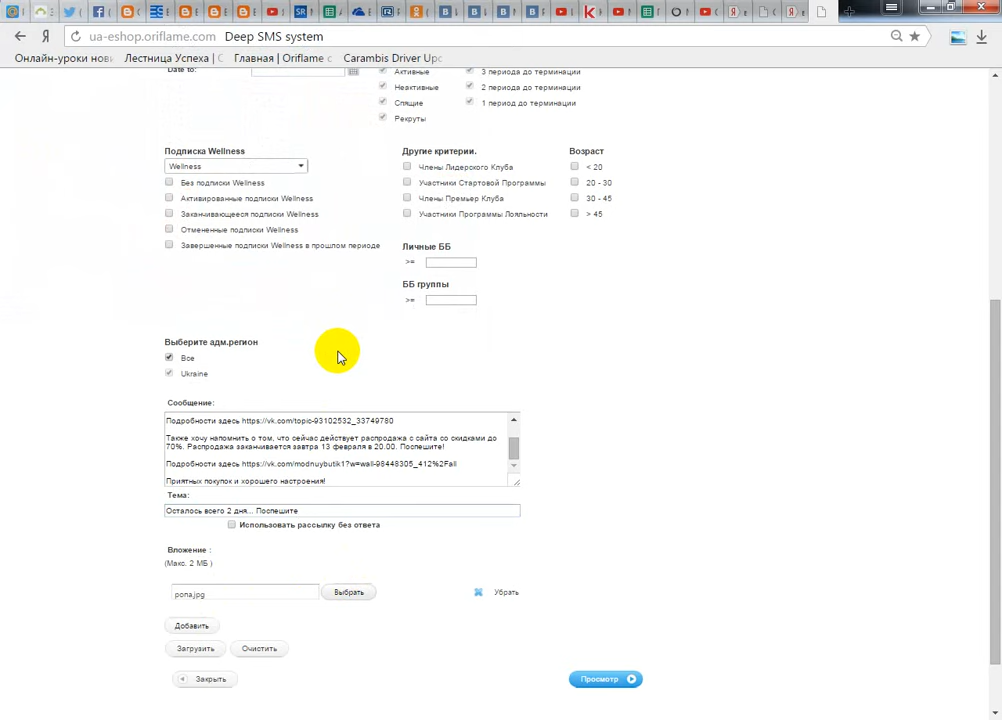 ua-eshop.oriflame.com Deep SMS system
Онлайн-уроки нов Лестница Успеха | С Главная | Oriflame c Carambis Driver Upd
Date to:
Активные
3 периода до терминации
Неактивные
2 периода до терминации
Спящие
1 период до терминации
Рекруты
Подписка Wellness
Другие критерии.
Возраст
Wellness
Члены Лидерского Клуба
< 20
Без подписки Wellness
Участники Стартовой Программы
20 - 30
Активированные подписки Wellness
Члены Премьер Клуба
30 - 45
Заканчивающееся подписки Wellness
Участники Программы Лояльности
> 45
Отмененные подписки Wellness
Завершенные подписки Wellness в прошлом периоде
Личные ББ
>=
ББ группы
>=
Выберите адм.регион
Все
Ukraine
Сообщение:
Подробности здесь https://vk.com/topic-93102532_33749780
Также хочу напомнить о том, что сейчас действует распродажа с сайта со скидками до
70%. Распродажа заканчивается завтра 13 февраля в 20.00. Поспешите!
Подробности здесь https://vk.com/modnuybutik1?w=wall-98448305_412%2Fall
Приятных покупок и хорошего настроения!
Тема:
Осталось всего 2 дня... Поспешите
Использовать рассылку без ответа
Вложение :
(Макс. 2 МБ )
ропа.jpg
Выбрать
Убрать
Добавить
Загрузить
Очистить
Закрыть
Просмотр